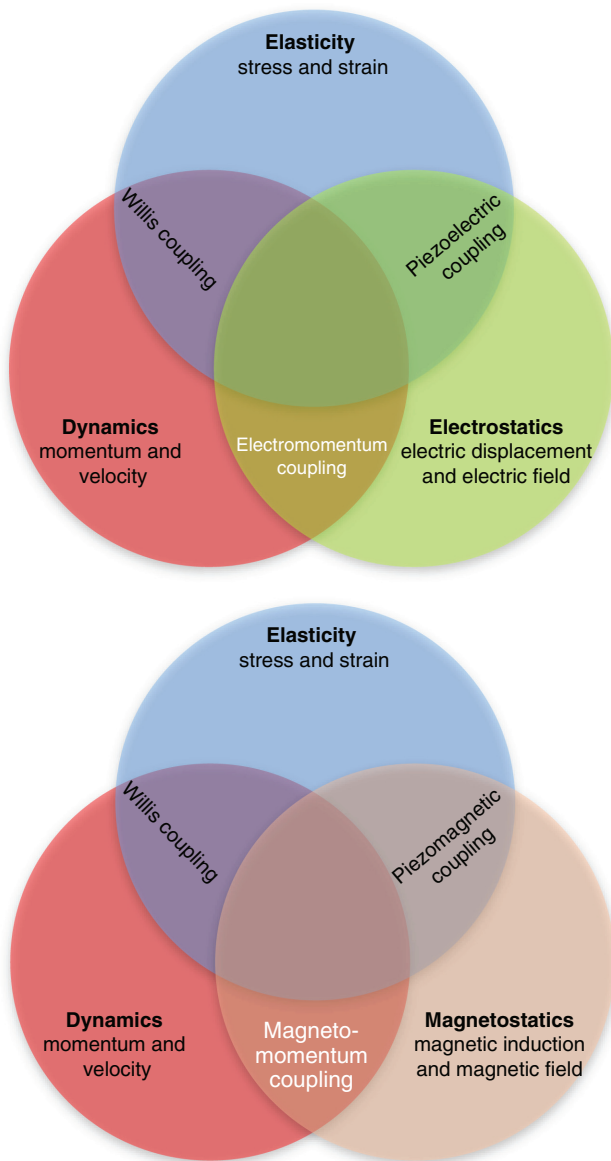 Elasticity
stress and strain
Willis coupling
Piezoelectric
coupling
Dynamics
momentum and
velocity
Electromomentum
coupling
Electrostatics
electric displacement
and electric field
Elasticity
stress and strain
Willis coupling
Piezomagnetic
coupling
Dynamics
momentum and
velocity
Magneto-
momentum
coupling
Magnetostatics
magnetic induction
and magnetic field